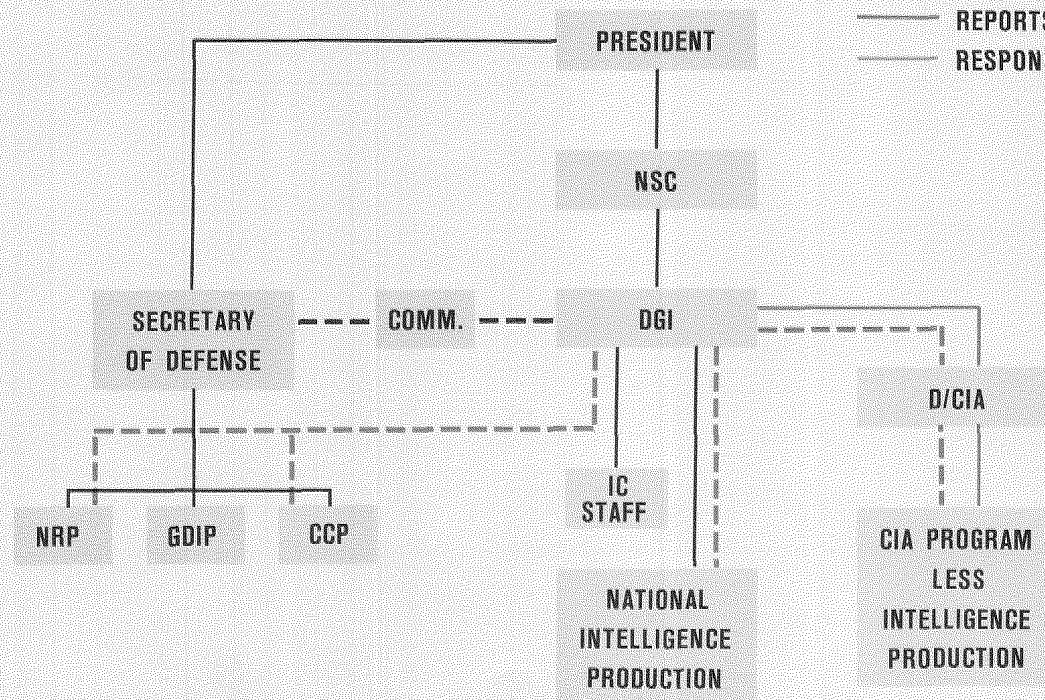 PRESIDENT
REPORTS
RESPON
NSC
SECRETARY
OF DEFENSE
COMM.
DGI
D/CIA
IC
STAFF
NRP
GDIP
CCP
CIA PROGRAM
LESS
INTELLIGENCE
PRODUCTION
NATIONAL
INTELLIGENCE
PRODUCTION